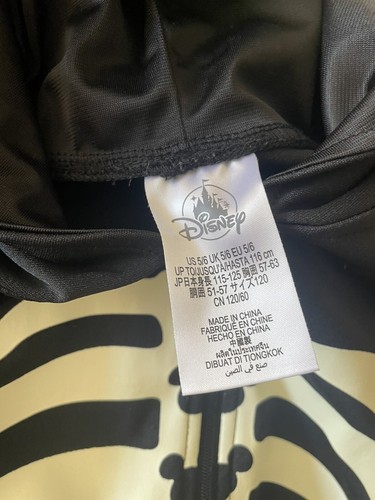 Disney
US 5/6 UK 5/6 EU 5/6
UP TO/JUSQU'À/HASTA 116 cm
JP 日本 身長 115-125 胸囲 57-63
胴囲 51-57 サイズ120
CN 120/60
MADE IN CHINA
FABRIQUÉ EN CHINE
HECHO EN CHINA
中國製
ผลิตในประเทศจีน
DIBUAT DI TIONGKOK
صنع في الصين